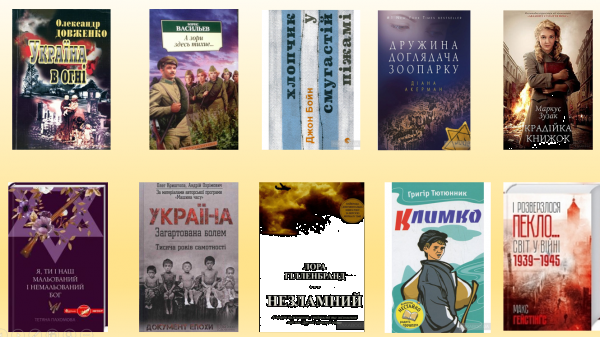 Олександр
ДОВЖЕНКО
Україна
в огні
БОРИС
ВАСИЛЬЕВ
А зори
здесь тихие...
хлопчик
у
смугастій
піжамі
Джон Бойн
ДРУЖИНА
ДОГЛЯДАЧА
ЗООПАРКУ
ДІАНА
АКЕРМАН
Маркус
Зузак
КРАДІЙКА
КНИЖОК
Я, ТИ І НАШ
МАЛЬОВАНИЙ
І НЕМАЛЬОВАНИЙ
БОГ
УКРАЇНА
Загартована болем
Тисяча років самотності
ДОКУМЕНТ ЕПОХИ
ЛОРА
ГІЛЛЕНБРАНД
НЕЗЛАМНИЙ
Григір Тютюнник
Климко
І РОЗВЕРЗЛОСЯ
ПЕКЛО...
СВІТ У ВІЙНІ
1939–1945
МАКС
ГЕЙСТІНГС